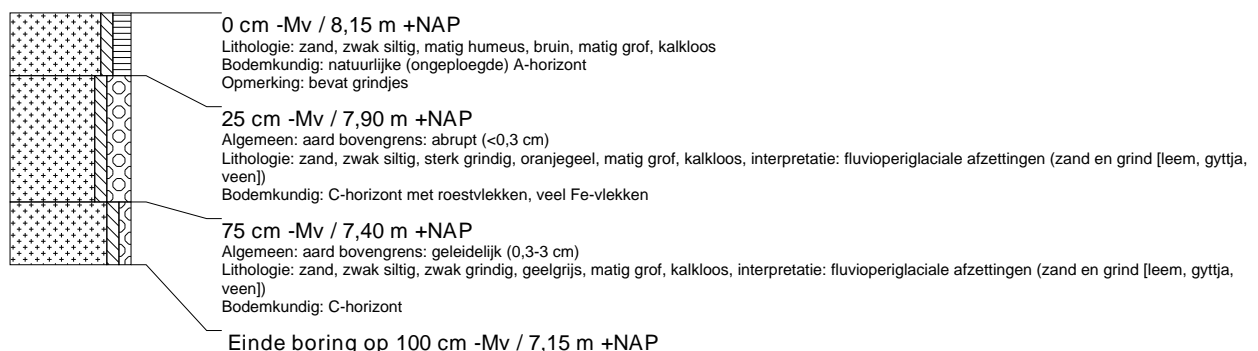 0 cm -Mv / 8,15 m +NAP
Lithologie: zand, zwak siltig, matig humeus, bruin, matig grof, kalkloos
Bodemkundig: natuurlijke (ongeploegde) A-horizont
Opmerking: bevat grindjes
25 cm -Mv / 7,90 m +NAP
Algemeen: aard bovengrens: abrupt (<0,3 cm)
Lithologie: zand, zwak siltig, sterk grindig, oranjegeel, matig grof, kalkloos, interpretatie: fluvioperiglaciale afzettingen (zand en grind [leem, gyttja,
veen])
Bodemkundig: C-horizont met roestvlekken, veel Fe-vlekken
75 cm -Mv / 7,40 m +NAP
Algemeen: aard bovengrens: geleidelijk (0,3-3 cm)
Lithologie: zand, zwak siltig, zwak grindig, geelgrijs, matig grof, kalkloos, interpretatie: fluvioperiglaciale afzettingen (zand en grind [leem, gyttja,
veen])
Bodemkundig: C-horizont
Einde boring op 100 cm -Mv / 7,15 m +NAP